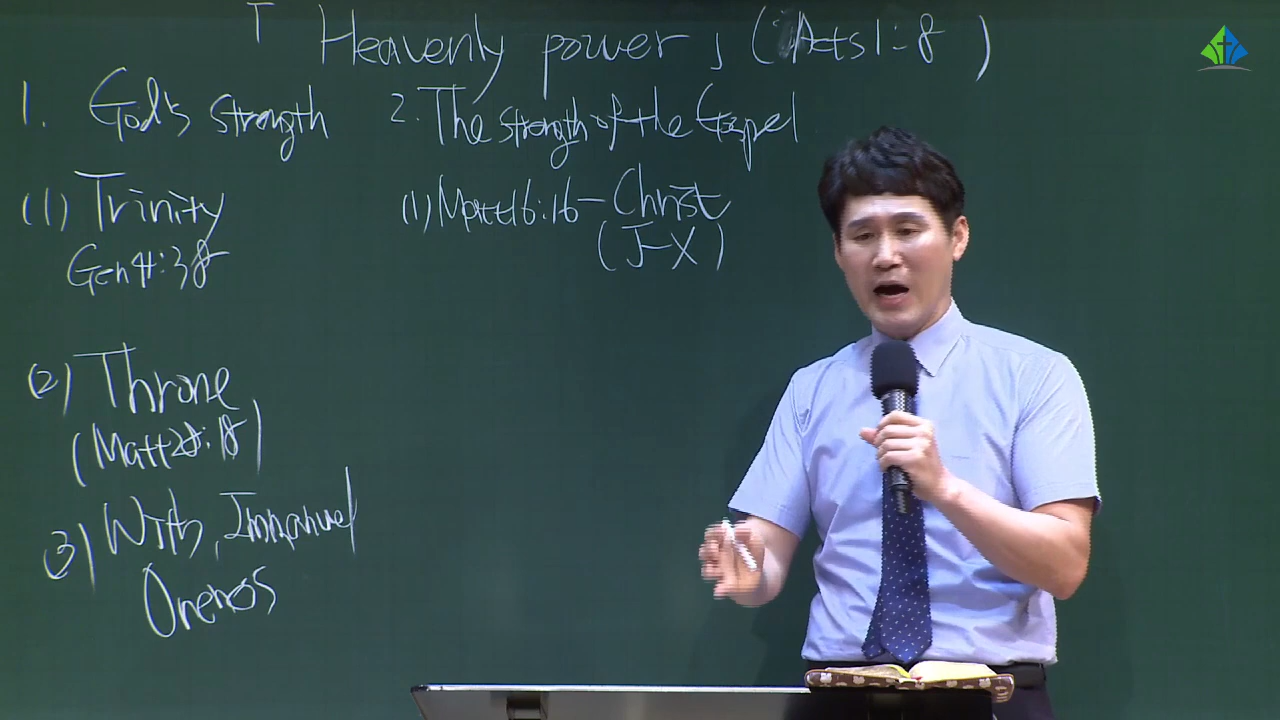 「 Heavenly power 」 (Acts 1:8)
1. God's strength
(1) Trinity
Gen 41:38
(2) Throne
(Matt 28:18)
3) With, Immanuel
Oneness
2. The strength of the Gospel
(1) Matt 16:16 - Christ
(J-X)